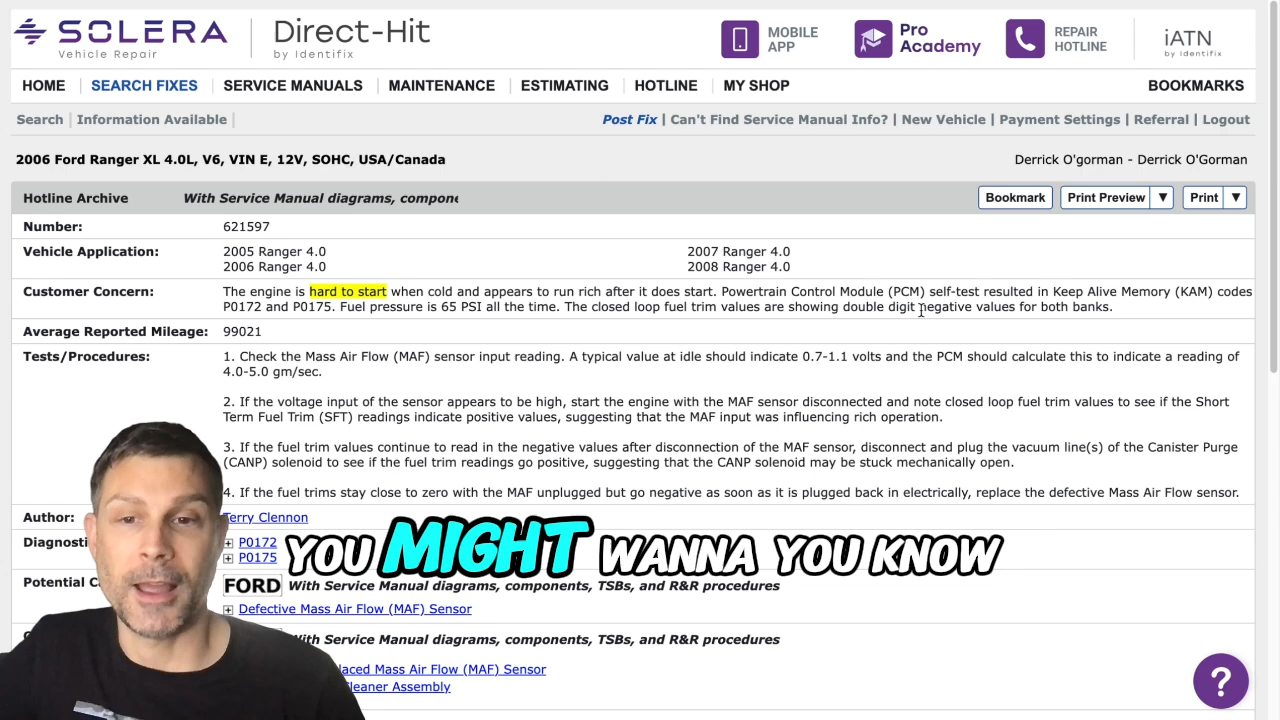 SOLERA
Vehicle Repair
Direct-Hit
by Identifix
MOBILE APP
Pro Academy
REPAIR HOTLINE
iATN
by Identifix
HOME SEARCH FIXES SERVICE MANUALS MAINTENANCE ESTIMATING HOTLINE MY SHOP BOOKMARKS
Search | Information Available | Post Fix | Can't Find Service Manual Info? | New Vehicle | Payment Settings | Referral | Logout
2006 Ford Ranger XL 4.0L, V6, VIN E, 12V, SOHC, USA/Canada Derrick O'gorman - Derrick O'Gorman
Hotline Archive With Service Manual diagrams, compone Bookmark Print Preview ▼ Print ▼
Number: 621597
Vehicle Application: 2005 Ranger 4.0 2007 Ranger 4.0
2006 Ranger 4.0 2008 Ranger 4.0
Customer Concern: The engine is hard to start when cold and appears to run rich after it does start. Powertrain Control Module (PCM) self-test resulted in Keep Alive Memory (KAM) codes
P0172 and P0175. Fuel pressure is 65 PSI all the time. The closed loop fuel trim values are showing double digit negative values for both banks.
Average Reported Mileage: 99021
Tests/Procedures: 1. Check the Mass Air Flow (MAF) sensor input reading. A typical value at idle should indicate 0.7-1.1 volts and the PCM should calculate this to indicate a reading of
4.0-5.0 gm/sec.
2. If the voltage input of the sensor appears to be high, start the engine with the MAF sensor disconnected and note closed loop fuel trim values to see if the Short
Term Fuel Trim (SFT) readings indicate positive values, suggesting that the MAF input was influencing rich operation.
3. If the fuel trim values continue to read in the negative values after disconnection of the MAF sensor, disconnect and plug the vacuum line(s) of the Canister Purge
(CANP) solenoid to see if the fuel trim readings go positive, suggesting that the CANP solenoid may be stuck mechanically open.
4. If the fuel trims stay close to zero with the MAF unplugged but go negative as soon as it is plugged back in electrically, replace the defective Mass Air Flow sensor.
Author: Terry Clennon
Diagnosti P0172
P0175
YOU MIGHT WANNA YOU KNOW
Potential C FORD With Service Manual diagrams, components, TSBs, and R&R procedures
Defective Mass Air Flow (MAF) Sensor
ith Service Manual diagrams, components, TSBs, and R&R procedures
laced Mass Air Flow (MAF) Sensor
Cleaner Assembly
?